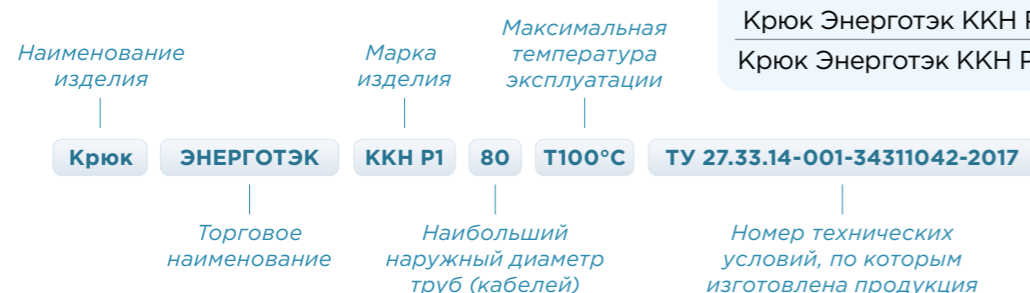 Крюк Энерготэк ККН
Крюк Энерготэк ККН
Наименование
изделия
Марка
изделия
Максимальная
температура
эксплуатации
Крюк ЭНЕРГОТЭК ККН Р1 80 Т100°С ТУ 27.33.14-001-34311042-2017
Торговое
наименование
Наибольший
наружный диаметр
труб (кабелей)
Номер технических
условий, по которым
изготовлена продукция